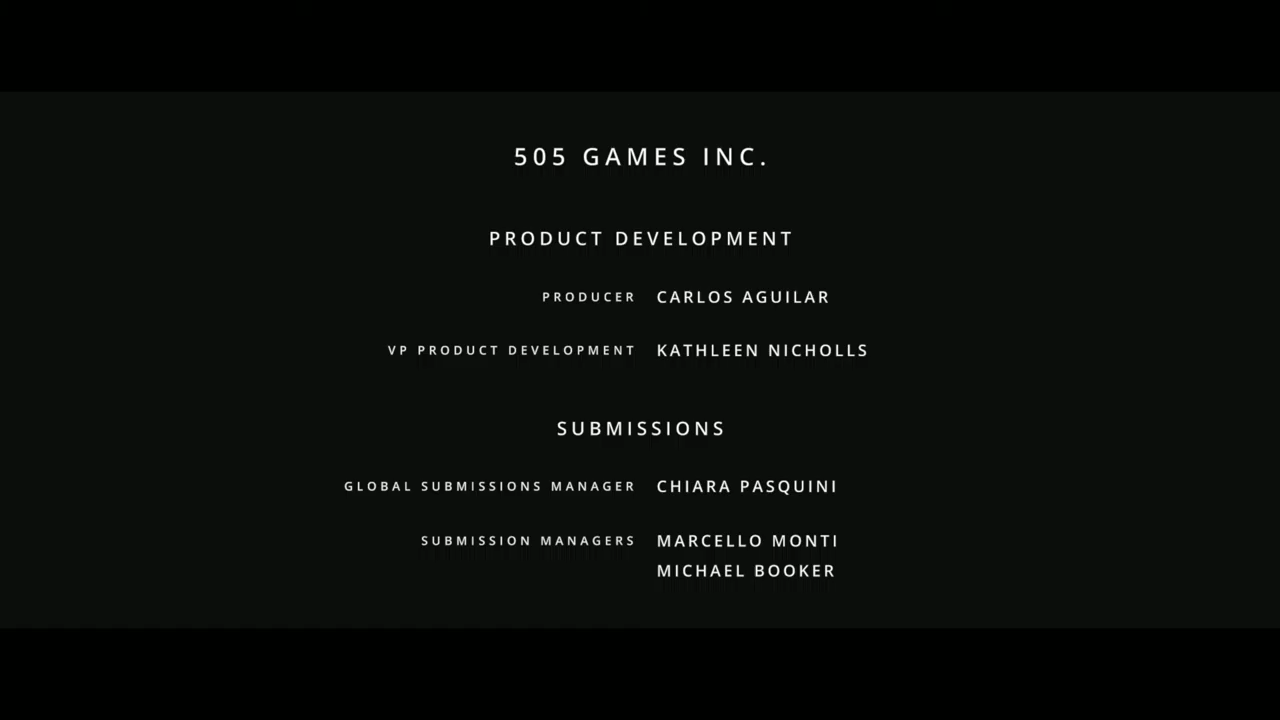 505 GAMES INC.
PRODUCT DEVELOPMENT
PRODUCER CARLOS AGUILAR
VP PRODUCT DEVELOPMENT KATHLEEN NICHOLLS
SUBMISSIONS
GLOBAL SUBMISSIONS MANAGER CHIARA PASQUINI
SUBMISSION MANAGERS MARCELLO MONTI
MICHAEL BOOKER